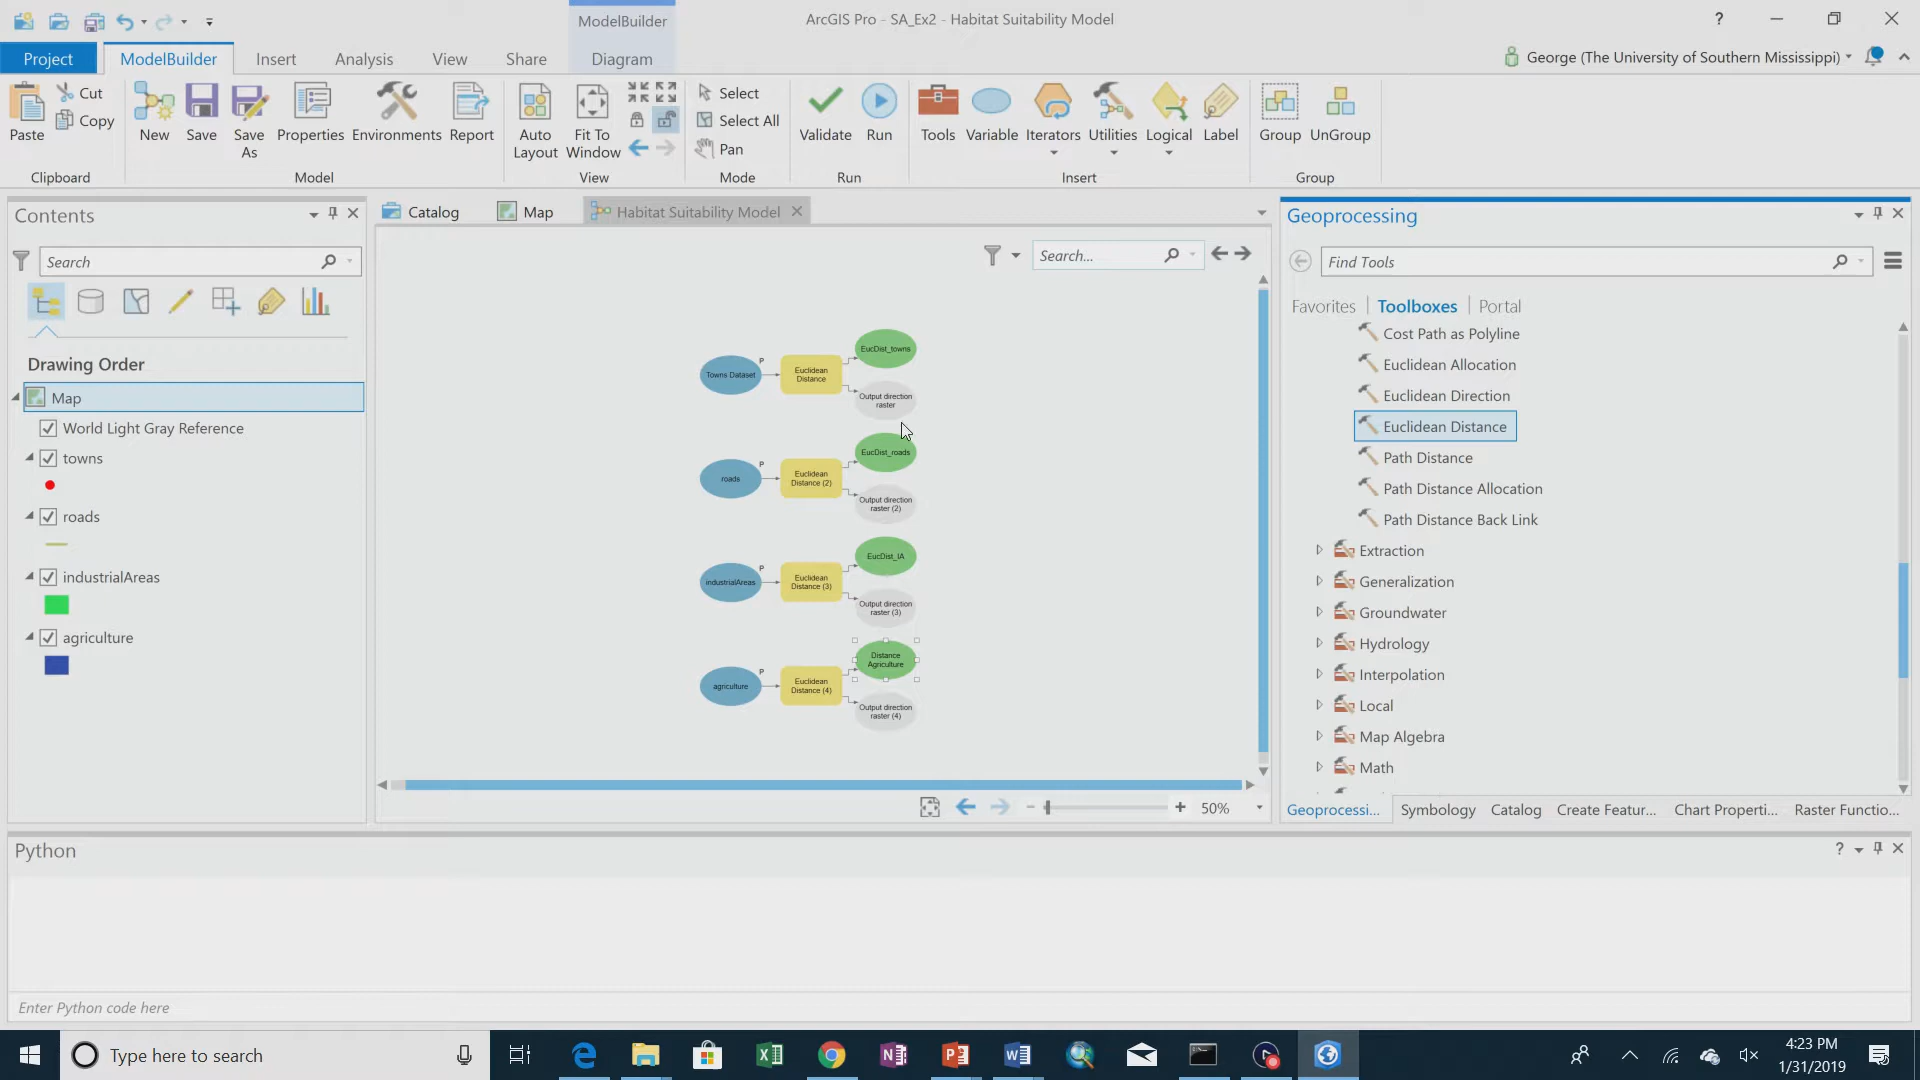 ArcGIS Pro - SA_Ex2 - Habitat Suitability Model
ModelBuilder
?
Project
ModelBuilder
Insert
Analysis
View
Share
Diagram
George (The University of Southern Mississippi)
Paste
Cut
Copy
Clipboard
New
Save
Save As
Properties
Environments
Report
Model
Auto Layout
Fit To Window
View
Select
Select All
Pan
Mode
Validate
Run
Run
Tools
Variable
Iterators
Utilities
Logical
Label
Insert
Group
UnGroup
Group
Contents
Search
Drawing Order
Map
World Light Gray Reference
towns
roads
industrialAreas
agriculture
Catalog
Map
Habitat Suitability Model
Search...
Towns Dataset
P
Euclidean
Distance
EucDist_towns
Output direction
raster
roads
P
Euclidean
Distance (2)
EucDist_roads
Output direction
raster (2)
industrialAreas
P
Euclidean
Distance (3)
EucDist_IA
Output direction
raster (3)
agriculture
P
Euclidean
Distance (4)
Distance
Agriculture
Output direction
raster (4)
50%
Geoprocessing
Find Tools
Favorites
Toolboxes
Portal
Cost Path as Polyline
Euclidean Allocation
Euclidean Direction
Euclidean Distance
Path Distance
Path Distance Allocation
Path Distance Back Link
Extraction
Generalization
Groundwater
Hydrology
Interpolation
Local
Map Algebra
Math
Geoprocessi...
Symbology
Catalog
Create Featur...
Chart Properti...
Raster Functio...
Python
?
Enter Python code here
Type here to search
4:23 PM
1/31/2019